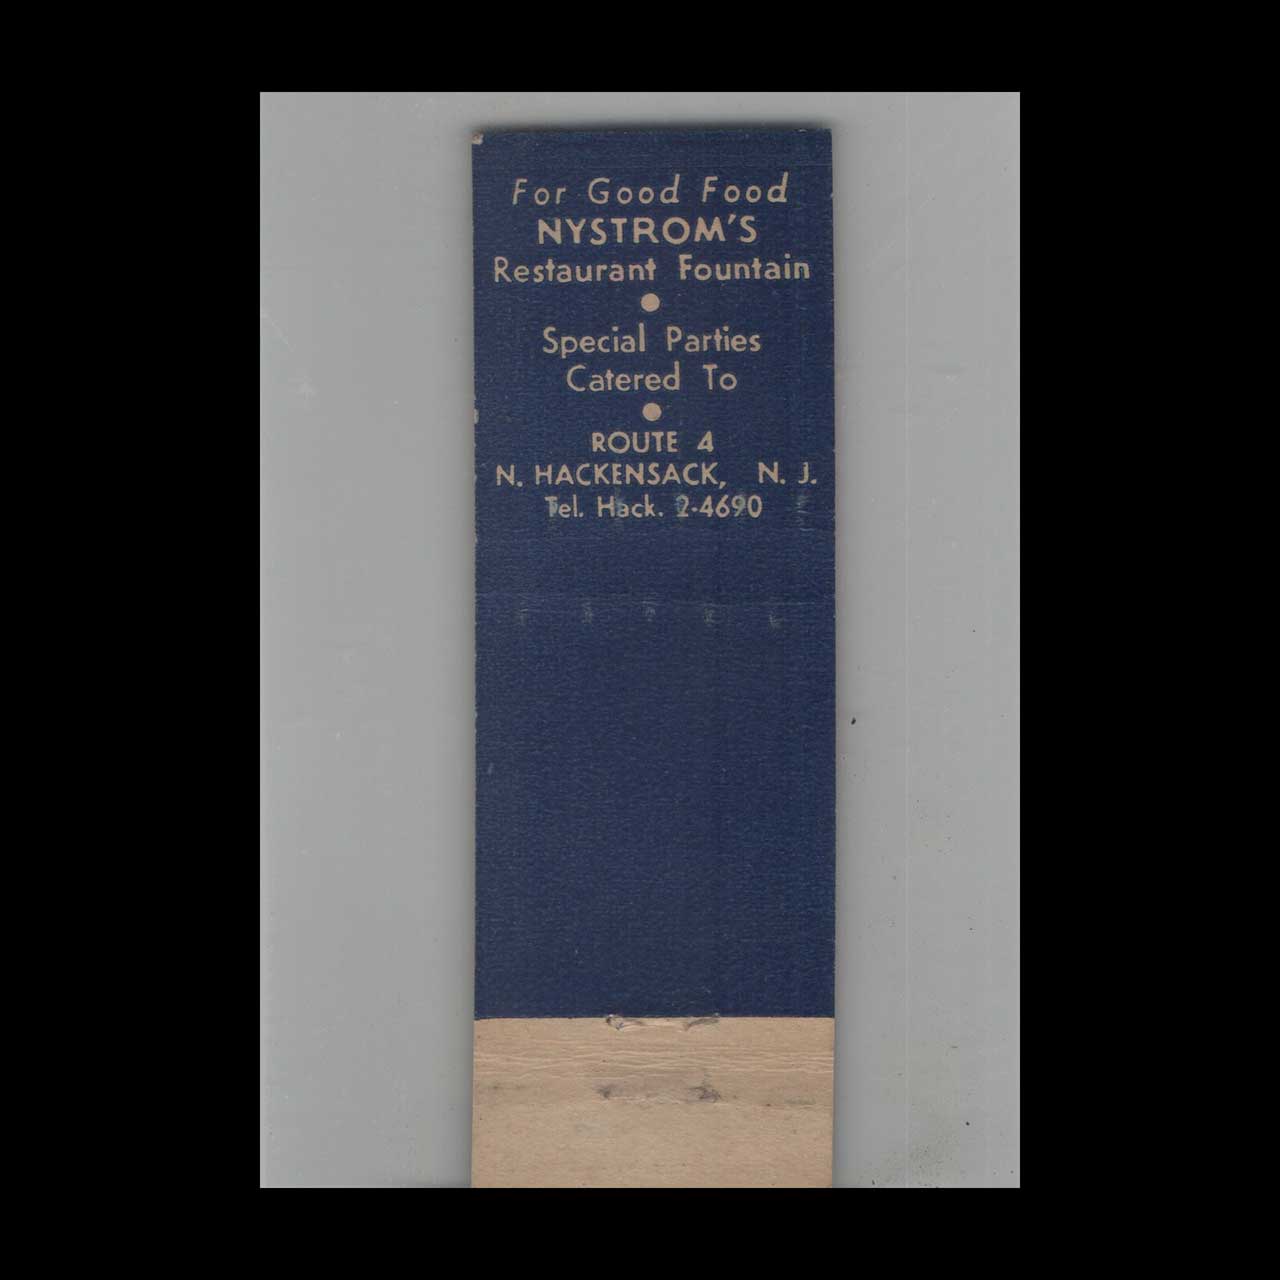 For Good Food
NYSTROM'S
Restaurant Fountain
Special Parties
Catered To
ROUTE 4
N. HACKENSACK, N. J.
Tel. Hack. 2-4690